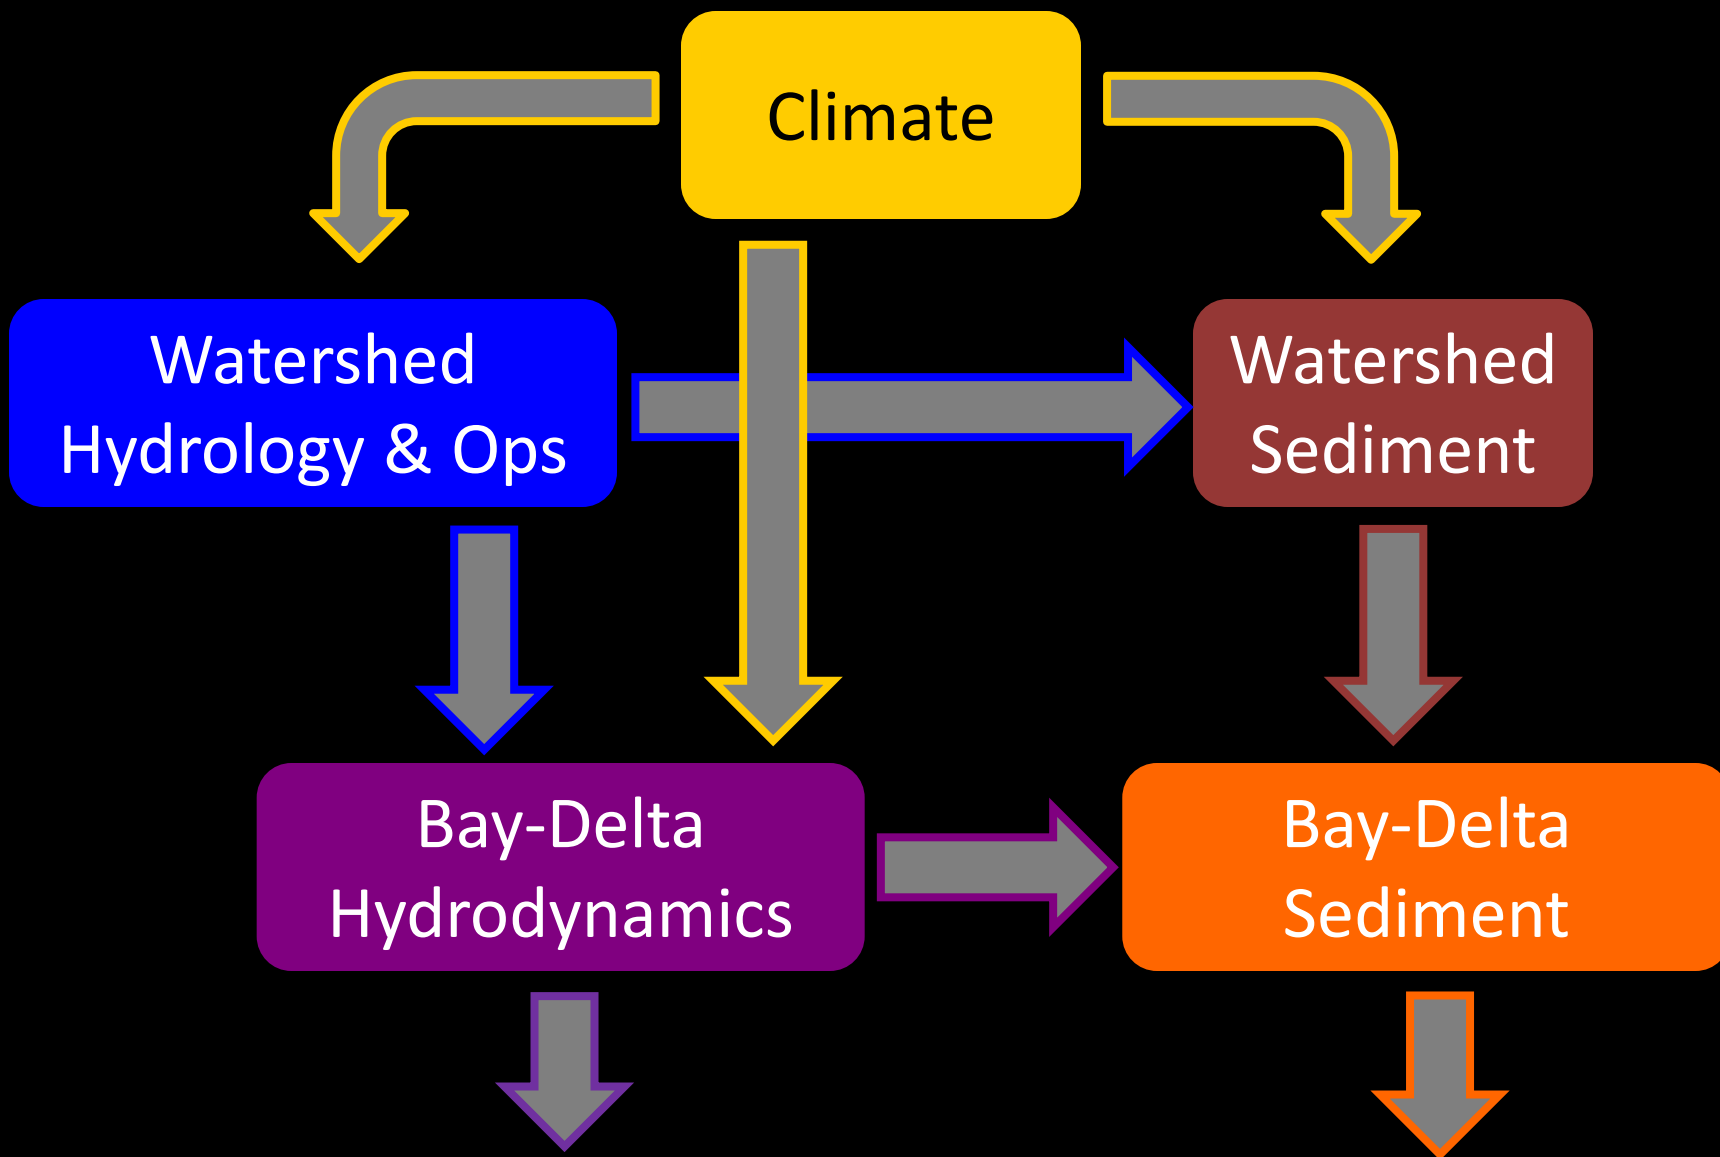 Climate
Watershed
Hydrology & Ops
Watershed
Sediment
Bay-Delta
Hydrodynamics
Bay-Delta
Sediment